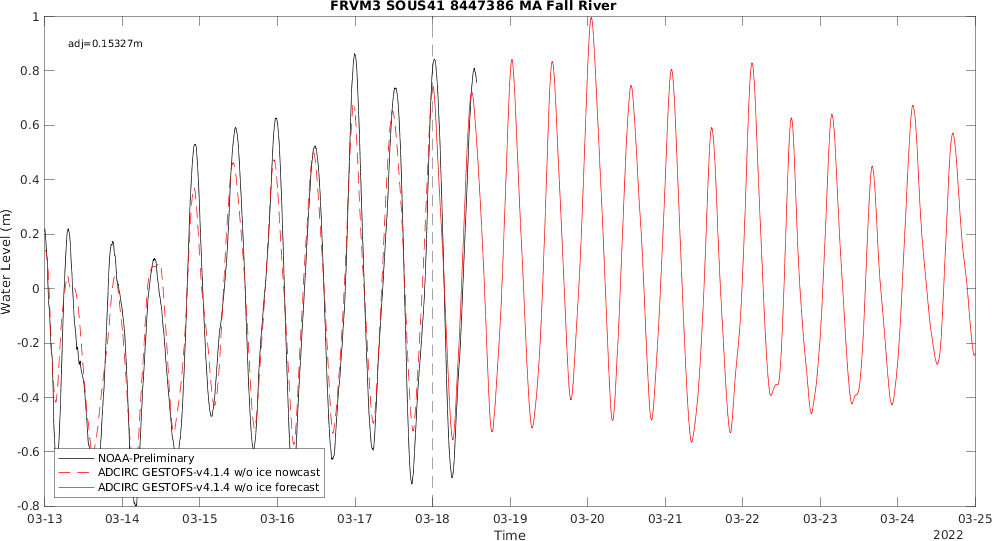 FRVM3 SOUS41 8447386 MA Fall River
adj=0.15327m
Water Level (m)
1
0.8
0.6
0.4
0.2
0
-0.2
-0.4
-0.6
-0.8
NOAA-Preliminary
ADCIRC GESTOFS-v4.1.4 w/o ice nowcast
ADCIRC GESTOFS-v4.1.4 w/o ice forecast
03-13 03-14 03-15 03-16 03-17 03-18 03-19 03-20 03-21 03-22 03-23 03-24 03-25
Time
2022